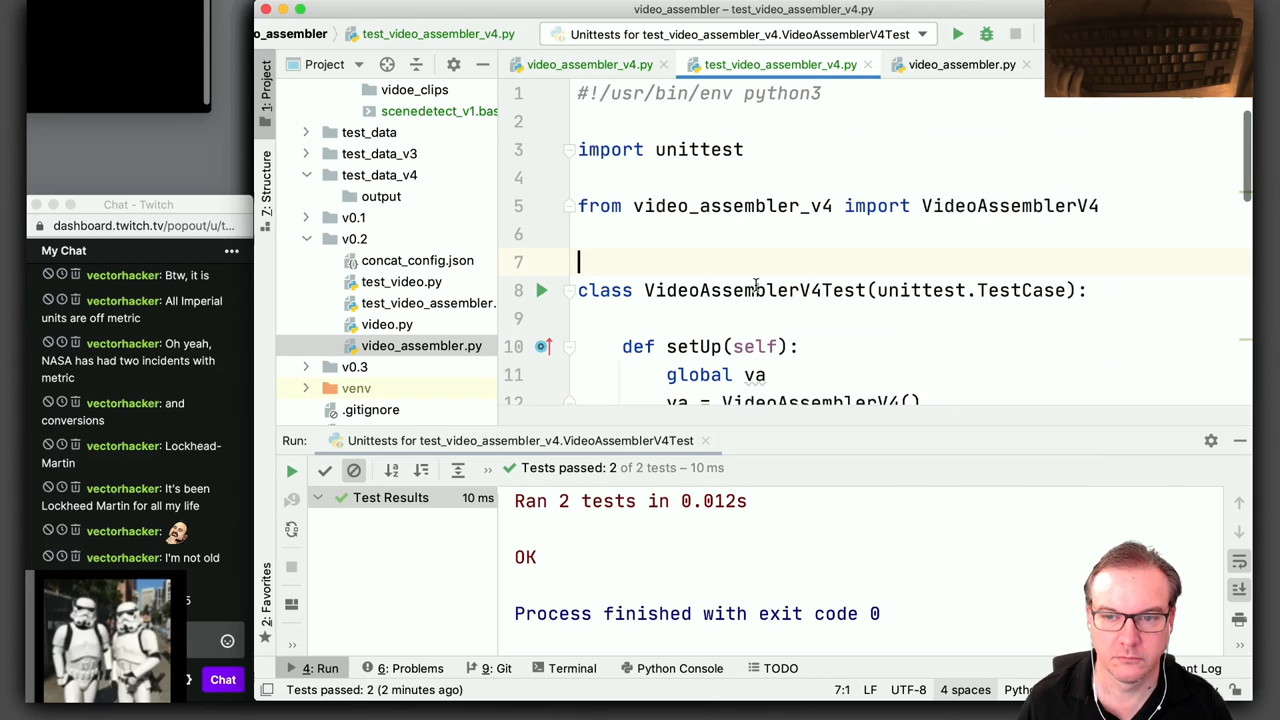 video_assembler – test_video_assembler_v4.py
o_assembler
test_video_assembler_v4.py
Unittests for test_video_assembler_v4.VideoAssemblerV4Test
1: Project
7: Structure
2: Favorites
Project
video_assembler_v4.py
test_video_assembler_v4.py
video_assembler.py
vidoe_clips
scenedetect_v1.bas
test_data
test_data_v3
test_data_v4
output
v0.1
v0.2
concat_config.json
test_video.py
test_video_assembler.
video.py
video_assembler.py
v0.3
venv
.gitignore
1 #!/usr/bin/env python3
2
3 import unittest
4
5 from video_assembler_v4 import VideoAssemblerV4
6
7
8 class VideoAssemblerV4Test(unittest.TestCase):
9
10 def setUp(self):
11 global va
va = VideoAssemblerV4()
Chat - Twitch
dashboard.twitch.tv/popout/u/t...
My Chat
vectorhacker: Btw, it is
vectorhacker: All Imperial
units are off metric
vectorhacker: Oh yeah,
NASA has had two incidents with
metric
vectorhacker: and
conversions
vectorhacker: Lockhead-
Martin
vectorhacker: It's been
Lockheed Martin for all my life
vectorhacker:
vectorhacker: I'm not old
5
Chat
Run:
Unittests for test_video_assembler_v4.VideoAssemblerV4Test
»
Tests passed: 2 of 2 tests – 10 ms
Test Results
10 ms
Ran 2 tests in 0.012s
OK
Process finished with exit code 0
4: Run
6: Problems
9: Git
Terminal
Python Console
TODO
nt Log
Tests passed: 2 (2 minutes ago)
7:1
LF
UTF-8
4 spaces
Pytho